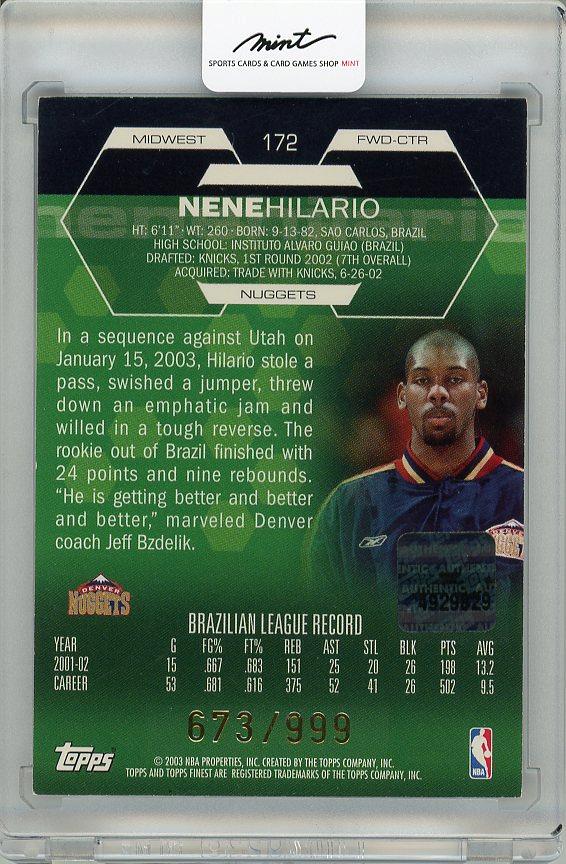 mint
SPORTS CARDS & CARD GAMES SHOP MINT
MIDWEST 172 FWD-CTR
NENEHILARIO
HT: 6'11" · WT: 260 · BORN: 9-13-82, SAO CARLOS, BRAZIL
HIGH SCHOOL: INSTITUTO ALVARO GUIAO (BRAZIL)
DRAFTED: KNICKS, 1ST ROUND 2002 (7TH OVERALL)
ACQUIRED: TRADE WITH KNICKS, 6-26-02
NUGGETS
In a sequence against Utah on
January 15, 2003, Hilario stole a
pass, swished a jumper, threw
down an emphatic jam and
willed in a tough reverse. The
rookie out of Brazil finished with
24 points and nine rebounds.
“He is getting better and better
and better,” marveled Denver
coach Jeff Bzdelik.
AUTHENTIC
DENVER
NUGGETS
BRAZILIAN LEAGUE RECORD
YEAR G FG% FT% REB AST STL BLK PTS AVG
2001-02 15 .667 .683 151 25 20 26 198 13.2
CAREER 53 .681 .616 375 52 41 26 502 9.5
673/999
topps
© 2003 NBA PROPERTIES, INC. CREATED BY THE TOPPS COMPANY, INC.
TOPPS AND TOPPS FINEST ARE REGISTERED TRADEMARKS OF THE TOPPS COMPANY, INC.
NBA